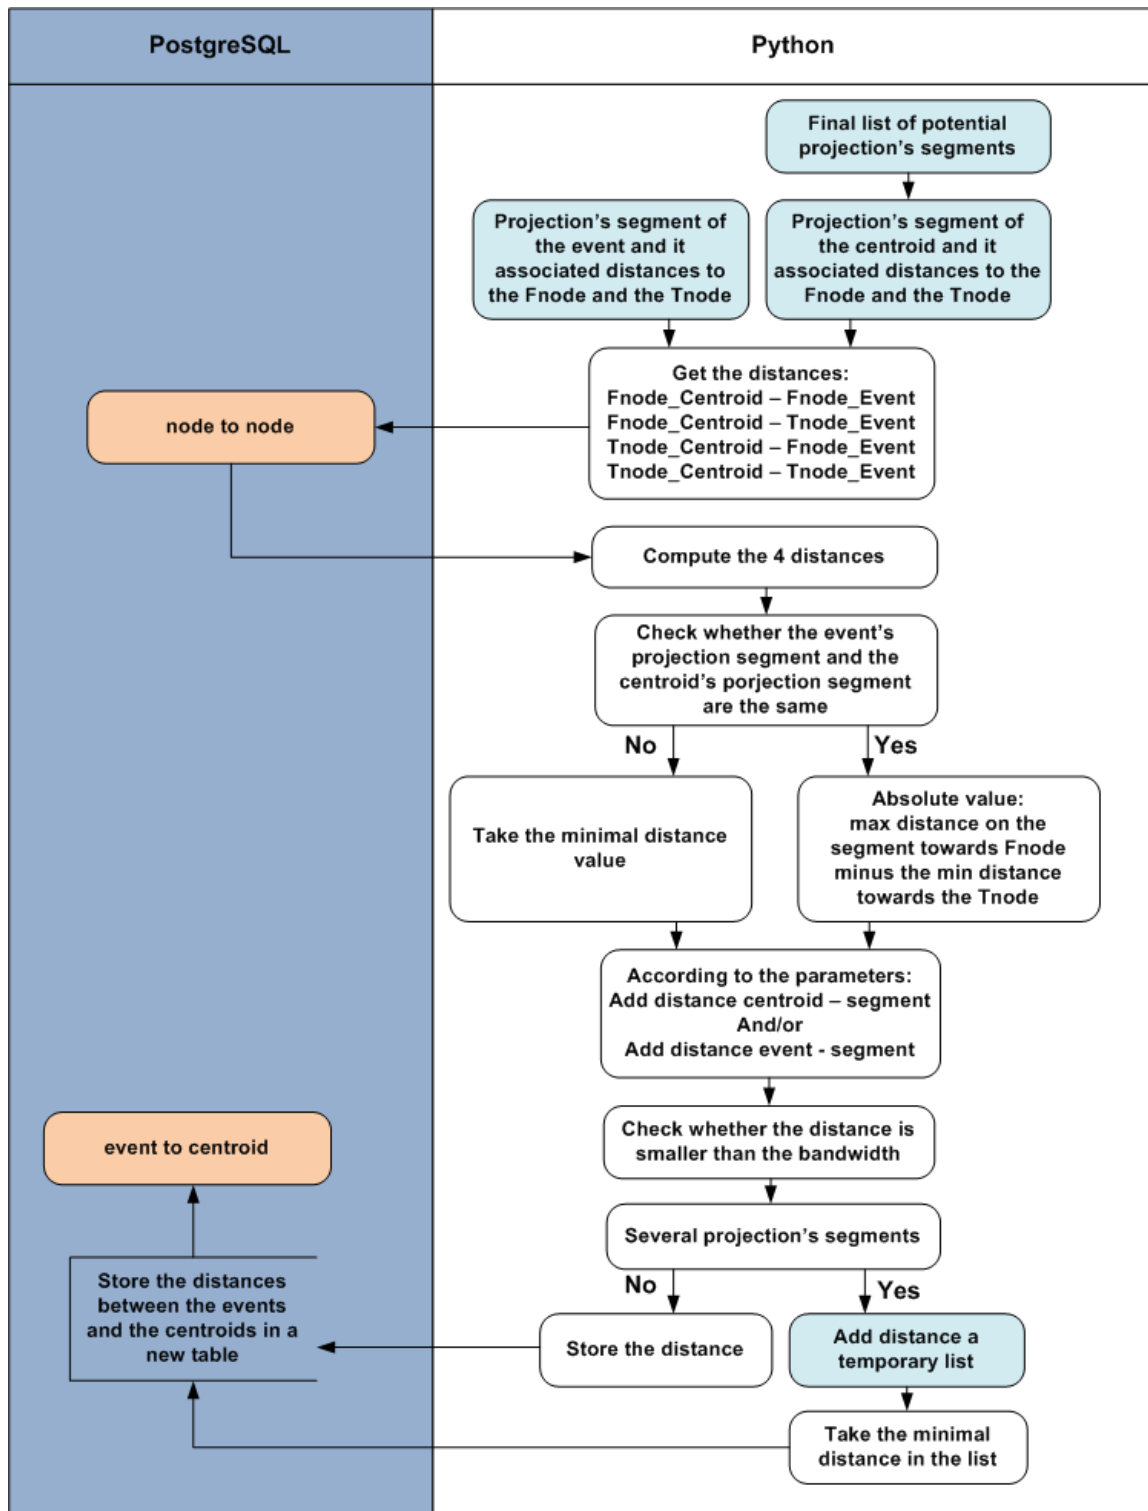 PostgreSQL
Python
Final list of potential
projection's segments
Projection's segment of
the event and it
associated distances to
the Fnode and the Tnode
Projection's segment of
the centroid and it
associated distances to the
Fnode and the Tnode
Get the distances:
Fnode_Centroid – Fnode_Event
Fnode_Centroid – Tnode_Event
Tnode_Centroid – Fnode_Event
Tnode_Centroid – Tnode_Event
node to node
Compute the 4 distances
Check whether the event's
projection segment and the
centroid's porjection segment
are the same
No
Yes
Take the minimal distance
value
Absolute value:
max distance on the
segment towards Fnode
minus the min distance
towards the Tnode
According to the parameters:
Add distance centroid – segment
And/or
Add distance event - segment
event to centroid
Check whether the distance is
smaller than the bandwidth
Several projection's segments
No
Yes
Store the distances
between the events
and the centroids in a
new table
Store the distance
Add distance a
temporary list
Take the minimal
distance in the list